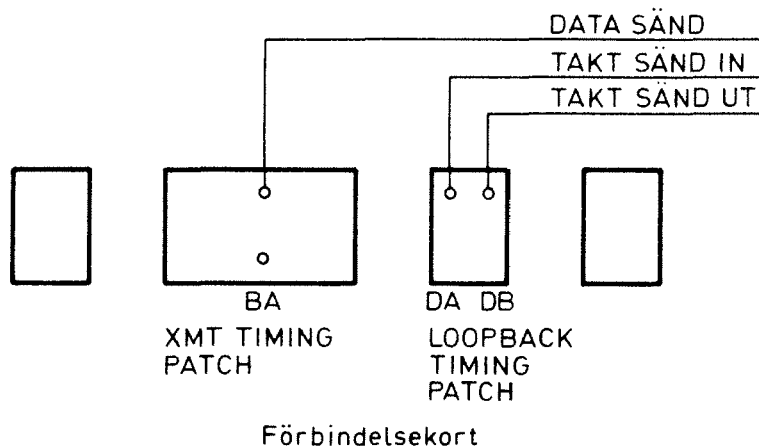 DATA SÄND
TAKT SÄND IN
TAKT SÄND UT
BA
DA DB
XMT TIMING
PATCH
LOOPBACK
TIMING
PATCH
Förbindelsekort